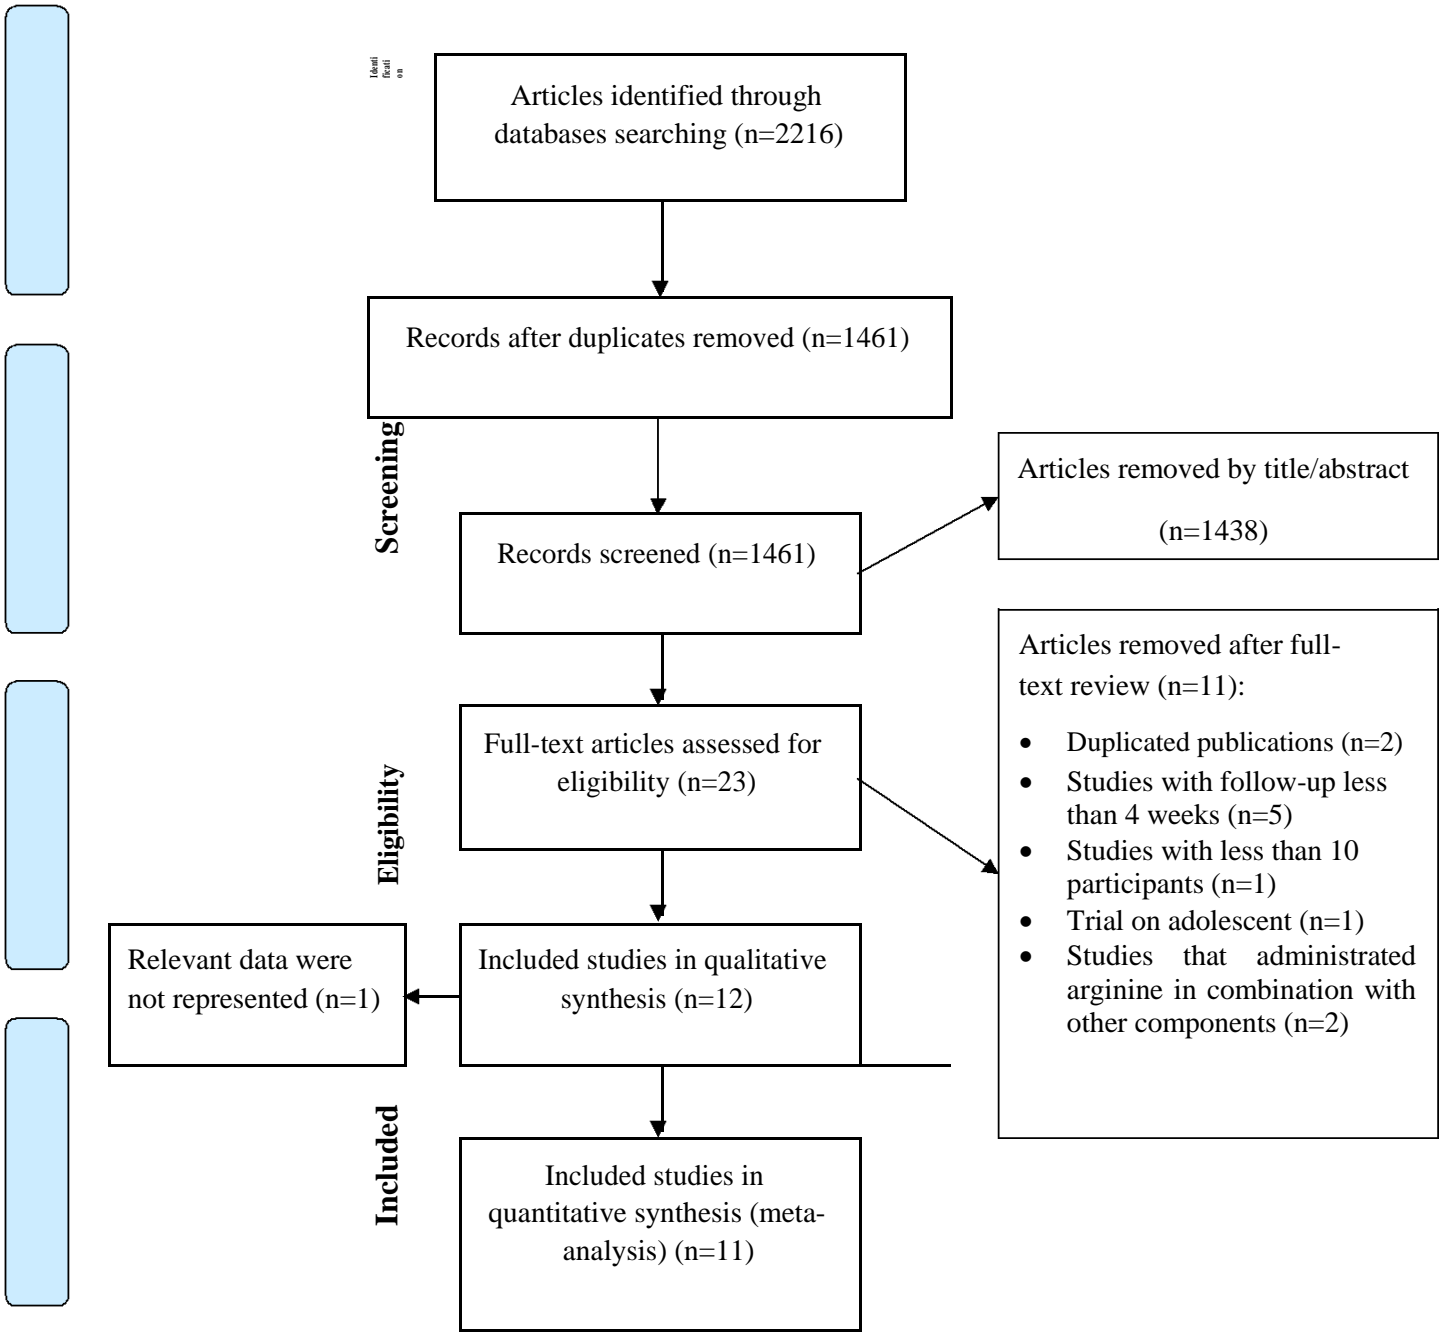 Identi
ficati
on
Articles identified through
databases searching (n=2216)
Records after duplicates removed (n=1461)
Screening
Records screened (n=1461)
Articles removed by title/abstract
(n=1438)
Eligibility
Full-text articles assessed for
eligibility (n=23)
Articles removed after full-
text review (n=11):
• Duplicated publications (n=2)
• Studies with follow-up less
than 4 weeks (n=5)
• Studies with less than 10
participants (n=1)
• Trial on adolescent (n=1)
• Studies that administrated
arginine in combination with
other components (n=2)
Relevant data were
not represented (n=1)
Included studies in qualitative
synthesis (n=12)
Included
Included studies in
quantitative synthesis (meta-
analysis) (n=11)